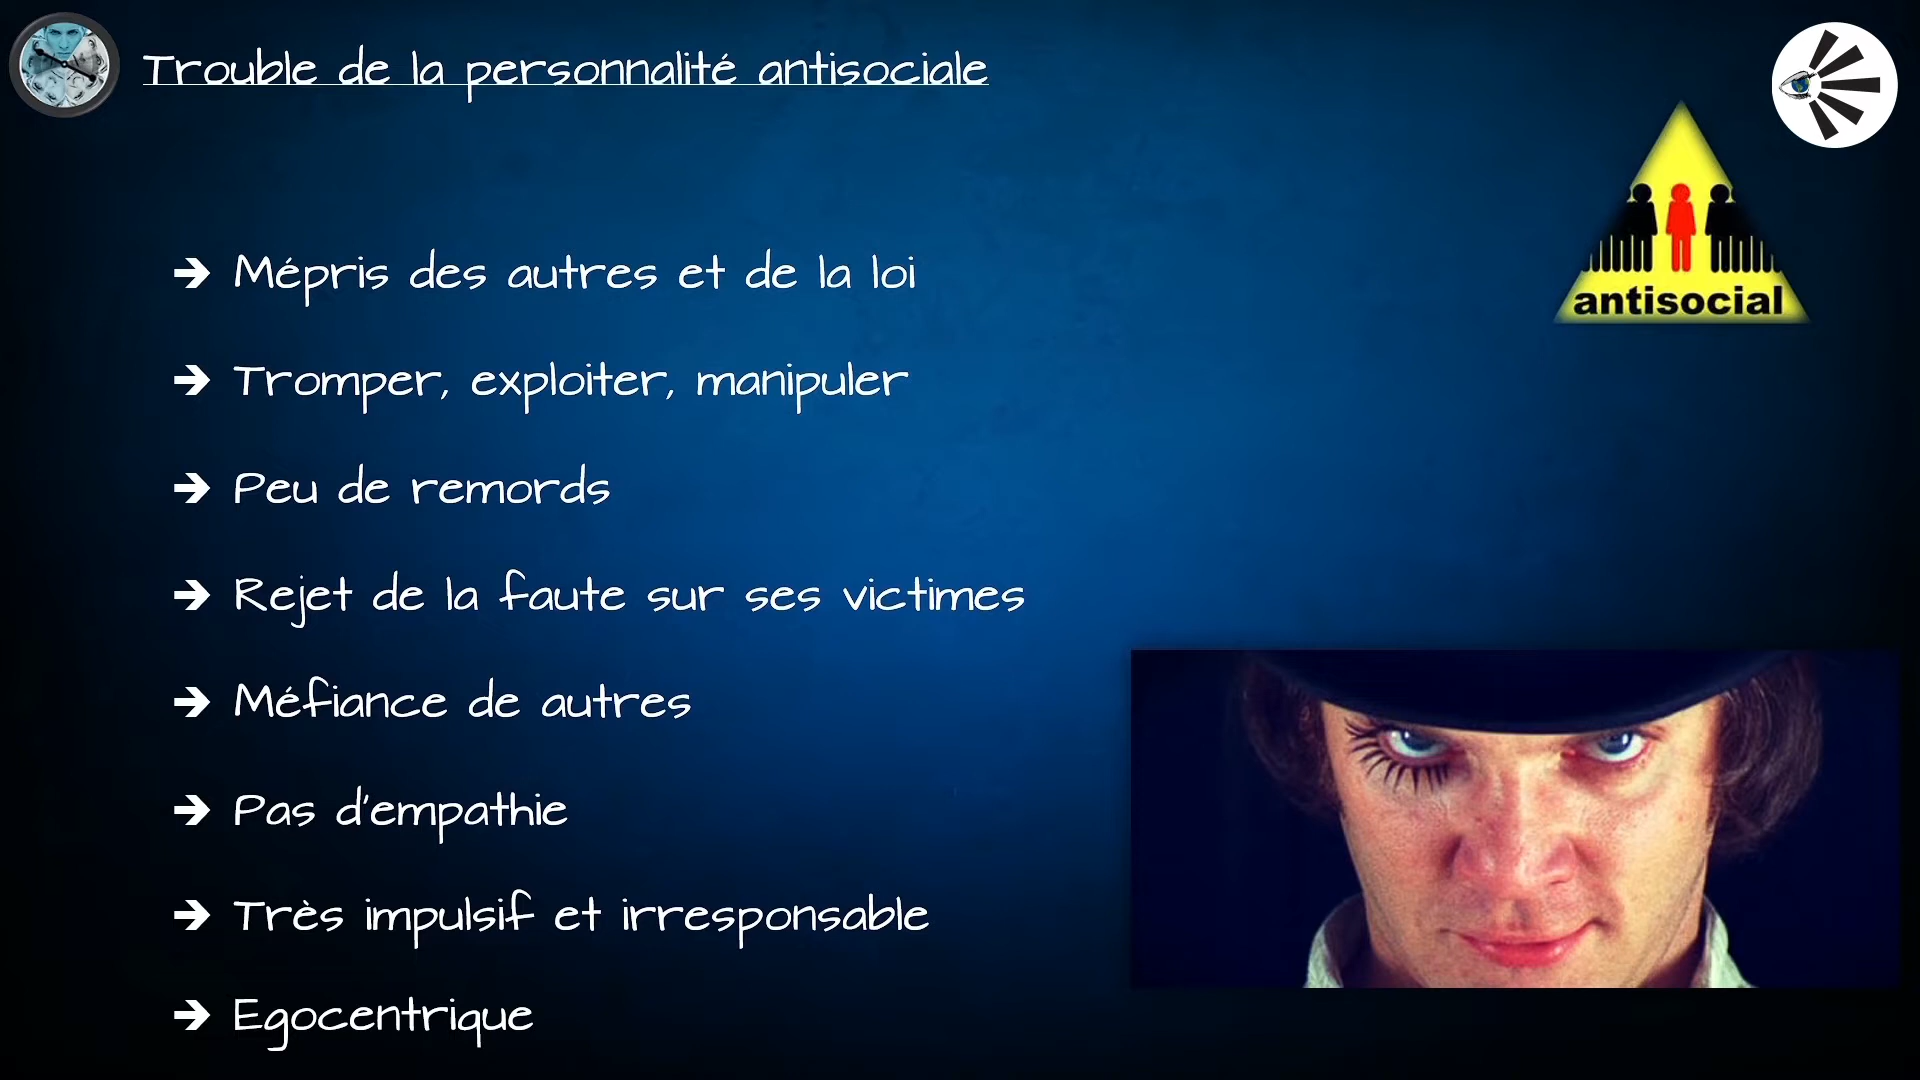 Trouble de la personnalité antisociale
antisocial
➔ Mépris des autres et de la loi
➔ Tromper, exploiter, manipuler
➔ Peu de remords
➔ Rejet de la faute sur ses victimes
➔ Méfiance de autres
➔ Pas d'empathie
➔ Très impulsif et irresponsable
➔ Egocentrique